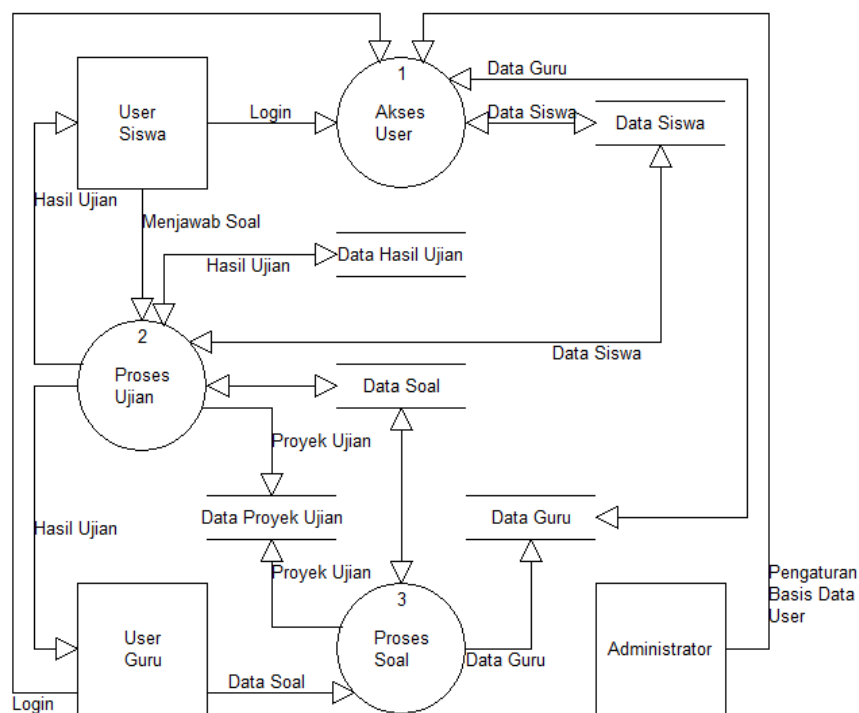 1
Akses
User
User
Siswa
Login
Data Guru
Data Siswa
Data Siswa
Hasil Ujian
Menjawab Soal
Hasil Ujian
Data Hasil Ujian
2
Proses
Ujian
Data Siswa
Data Soal
Proyek Ujian
Data Proyek Ujian
Data Guru
Hasil Ujian
Proyek Ujian
3
Proses
Soal
Data Guru
User
Guru
Data Soal
Login
Administrator
Pengaturan
Basis Data
User